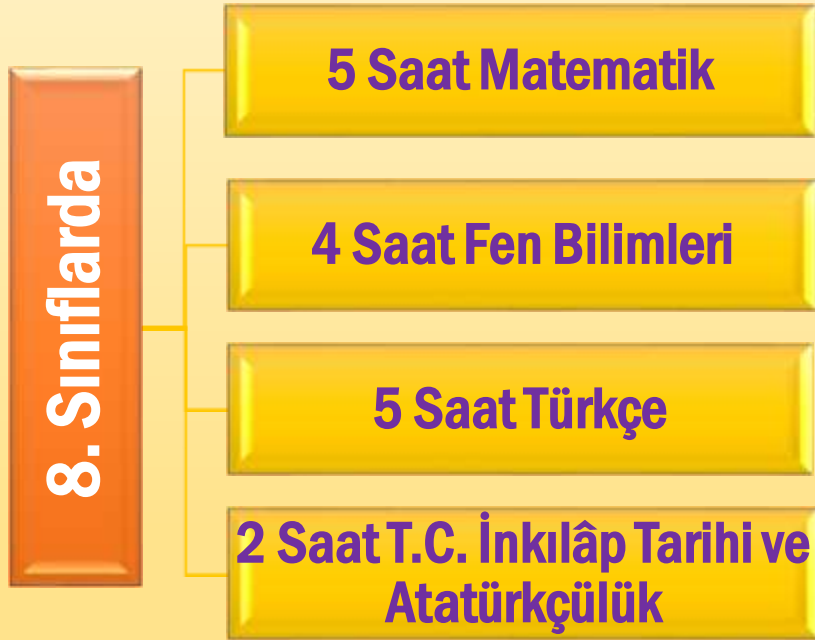 8. Sınıflarda
5 Saat Matematik
4 Saat Fen Bilimleri
5 Saat Türkçe
2 Saat T.C. İnkılâp Tarihi ve
Atatürkçülük